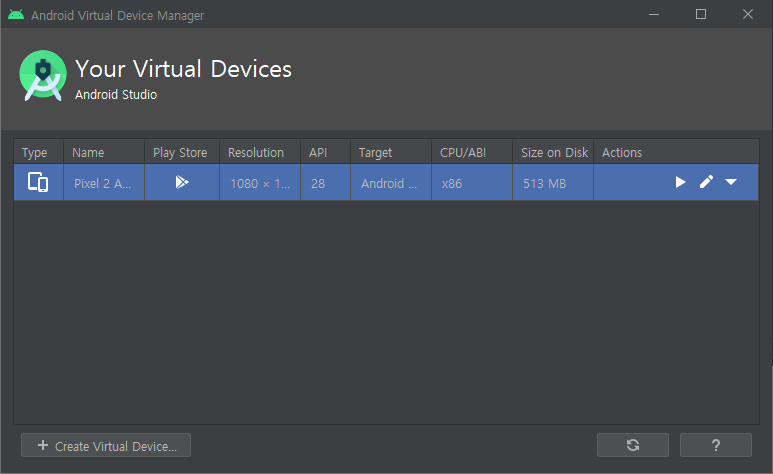 Android Virtual Device Manager
Your Virtual Devices
Android Studio
Type Name Play Store Resolution API Target CPU/ABI Size on Disk Actions
Pixel 2 A... 1080 × 1... 28 Android ... x86 513 MB
+ Create Virtual Device... ?